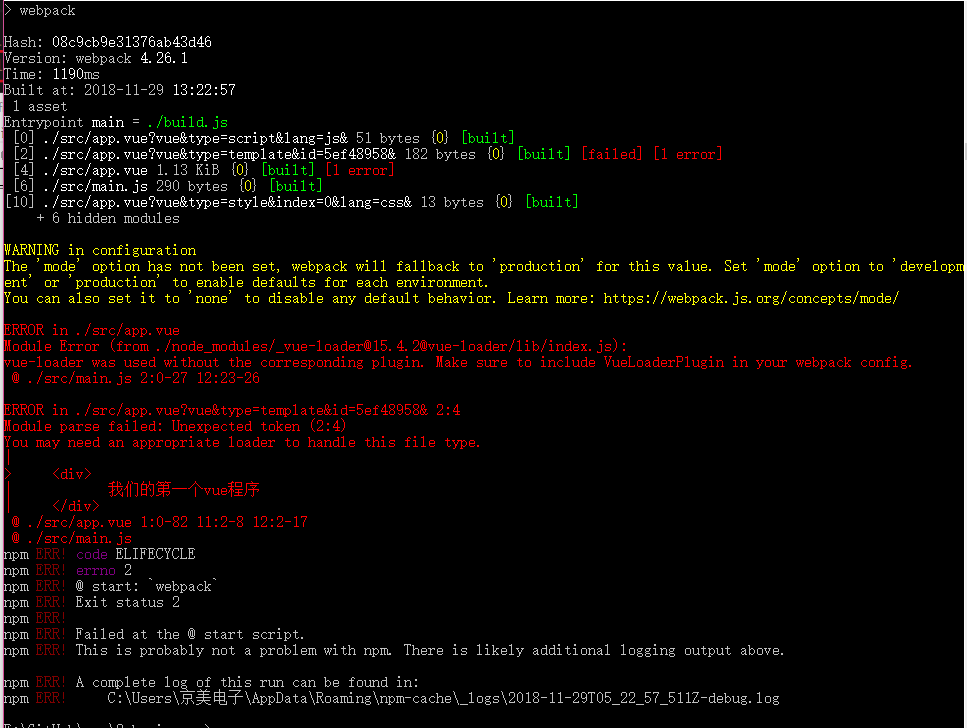 > webpack
Hash: 08c9cb9e31376ab43d46
Version: webpack 4.26.1
Time: 1190ms
Built at: 2018-11-29 13:22:57
1 asset
Entrypoint main = ./build.js
[0] ./src/app.vue?vue&type=script&lang=js& 51 bytes {0} [built]
[2] ./src/app.vue?vue&type=template&id=5ef48958& 182 bytes {0} [built] [failed] [1 error]
[4] ./src/app.vue 1.13 KiB {0} [built] [1 error]
[6] ./src/main.js 290 bytes {0} [built]
[10] ./src/app.vue?vue&type=style&index=0&lang=css& 13 bytes {0} [built]
+ 6 hidden modules
WARNING in configuration
The 'mode' option has not been set, webpack will fallback to 'production' for this value. Set 'mode' option to 'developm
ent' or 'production' to enable defaults for each environment.
You can also set it to 'none' to disable any default behavior. Learn more: https://webpack.js.org/concepts/mode/
ERROR in ./src/app.vue
Module Error (from ./node_modules/_vue-loader@15.4.2@vue-loader/lib/index.js):
vue-loader was used without the corresponding plugin. Make sure to include VueLoaderPlugin in your webpack config.
@ ./src/main.js 2:0-27 12:23-26
ERROR in ./src/app.vue?vue&type=template&id=5ef48958& 2:4
Module parse failed: Unexpected token (2:4)
You may need an appropriate loader to handle this file type.
|
> <div>
| 我们的第一个vue程序
| </div>
@ ./src/app.vue 1:0-82 11:2-8 12:2-17
@ ./src/main.js
npm ERR! code ELIFECYCLE
npm ERR! errno 2
npm ERR! @ start: `webpack`
npm ERR! Exit status 2
npm ERR!
npm ERR! Failed at the @ start script.
npm ERR! This is probably not a problem with npm. There is likely additional logging output above.
npm ERR! A complete log of this run can be found in:
npm ERR! C:\Users\京美电子\AppData\Roaming\npm-cache\_logs\2018-11-29T05_22_57_511Z-debug.log